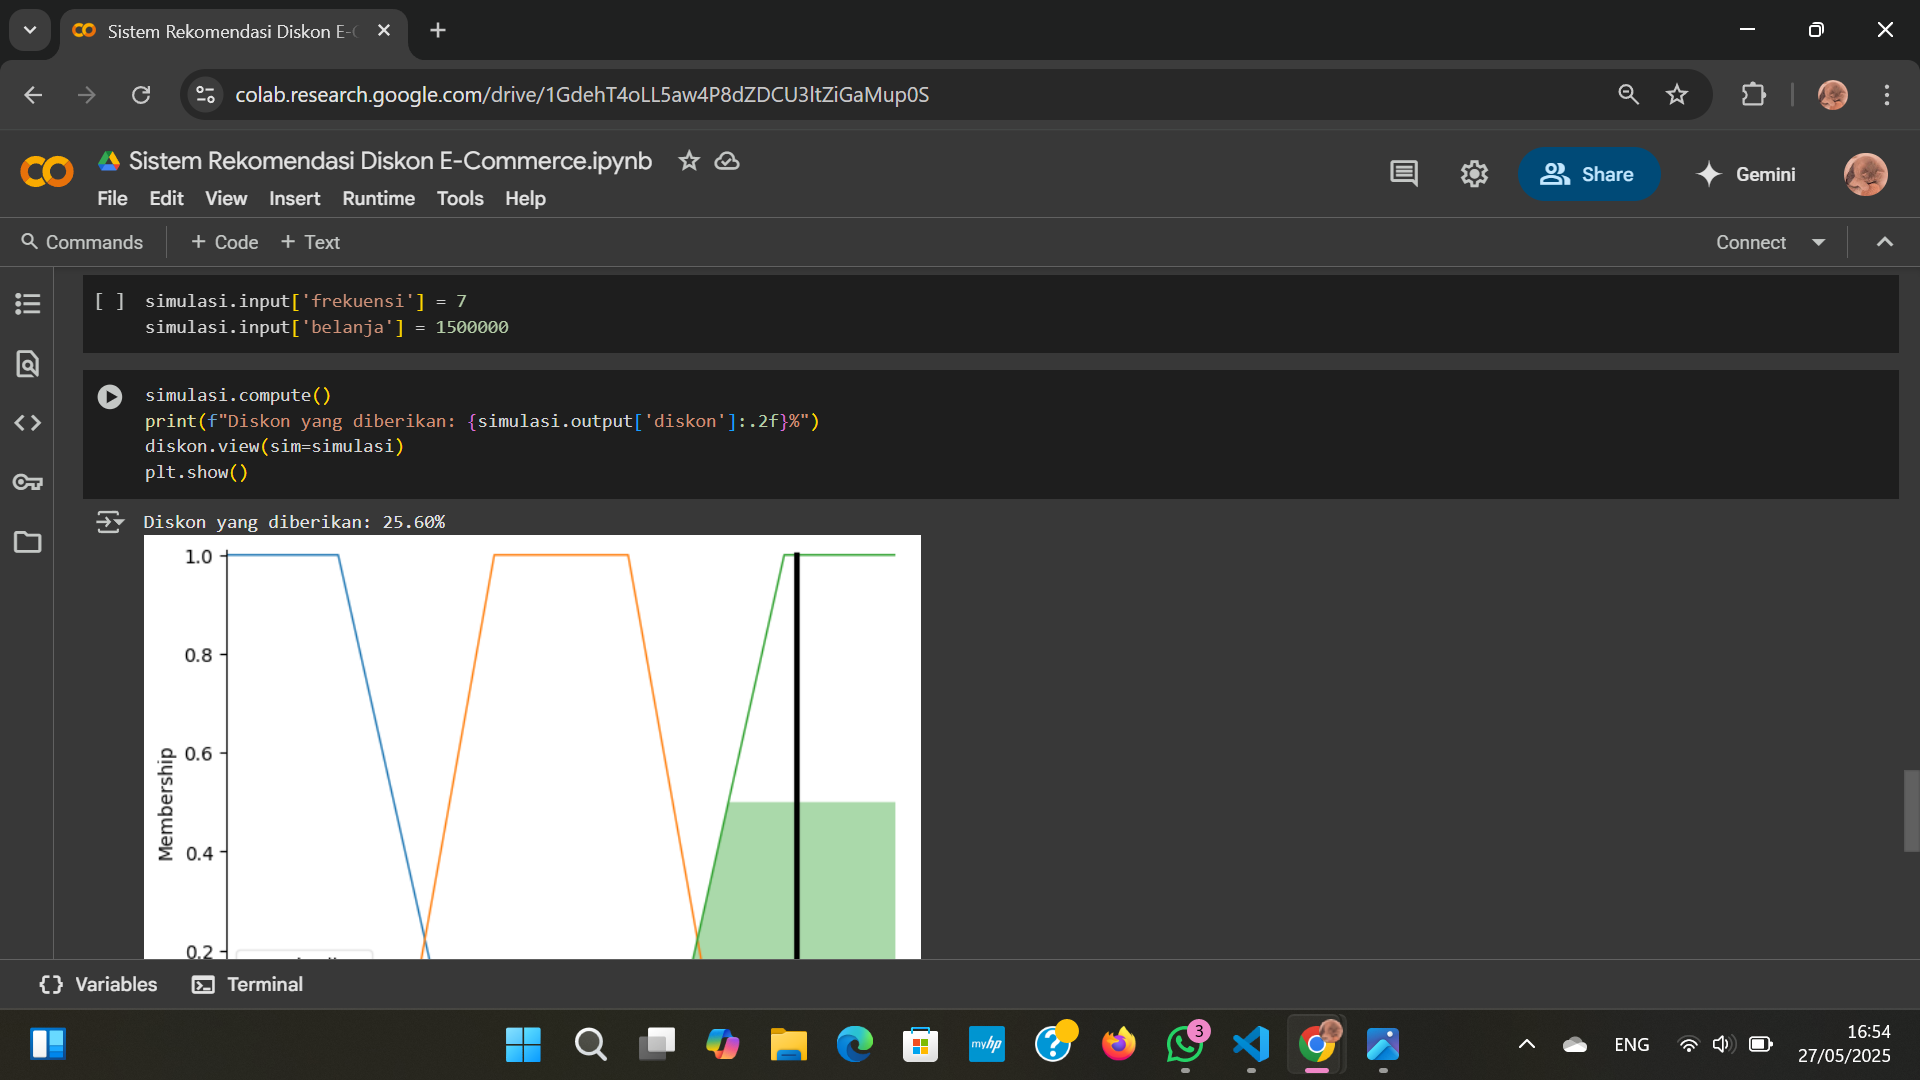 Sistem Rekomendasi Diskon E-C
colab.research.google.com/drive/1GdehT4oLL5aw4P8dZDCU3ltZiGaMup0S
Sistem Rekomendasi Diskon E-Commerce.ipynb
File Edit View Insert Runtime Tools Help
Share
Gemini
Commands + Code + Text
Connect
[ ] simulasi.input['frekuensi'] = 7
simulasi.input['belanja'] = 1500000
simulasi.compute()
print(f"Diskon yang diberikan: {simulasi.output['diskon']:.2f}%")
diskon.view(sim=simulasi)
plt.show()
Diskon yang diberikan: 25.60%
1.0
0.8
0.6
0.4
0.2
Membership
Variables
Terminal
myhp
?
3
ENG
16:54
27/05/2025